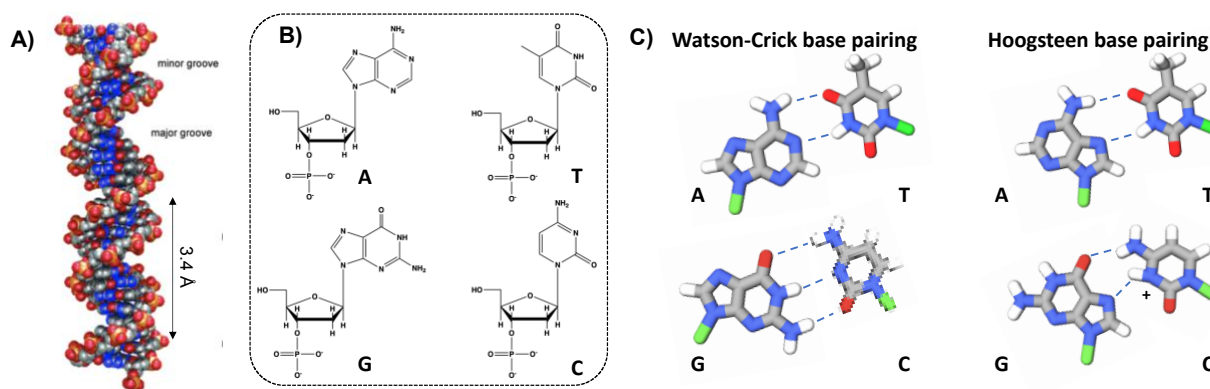 A)
minor groove
major groove
3.4 Å
B)
NH₂
N
N
N
N
HO
O
H
H
H
H
O
O
P
O⁻
O⁻
A
O
NH
N
O
HO
O
H
H
H
H
O
O
P
O⁻
O⁻
T
O
N
NH
N
N
NH₂
HO
O
H
H
H
H
O
O
P
O⁻
O⁻
G
NH₂
N
N
O
HO
O
H
H
H
H
O
O
P
O⁻
O⁻
C
C)
Watson-Crick base pairing
Hoogsteen base pairing
A
T
A
T
G
C
+
G
C